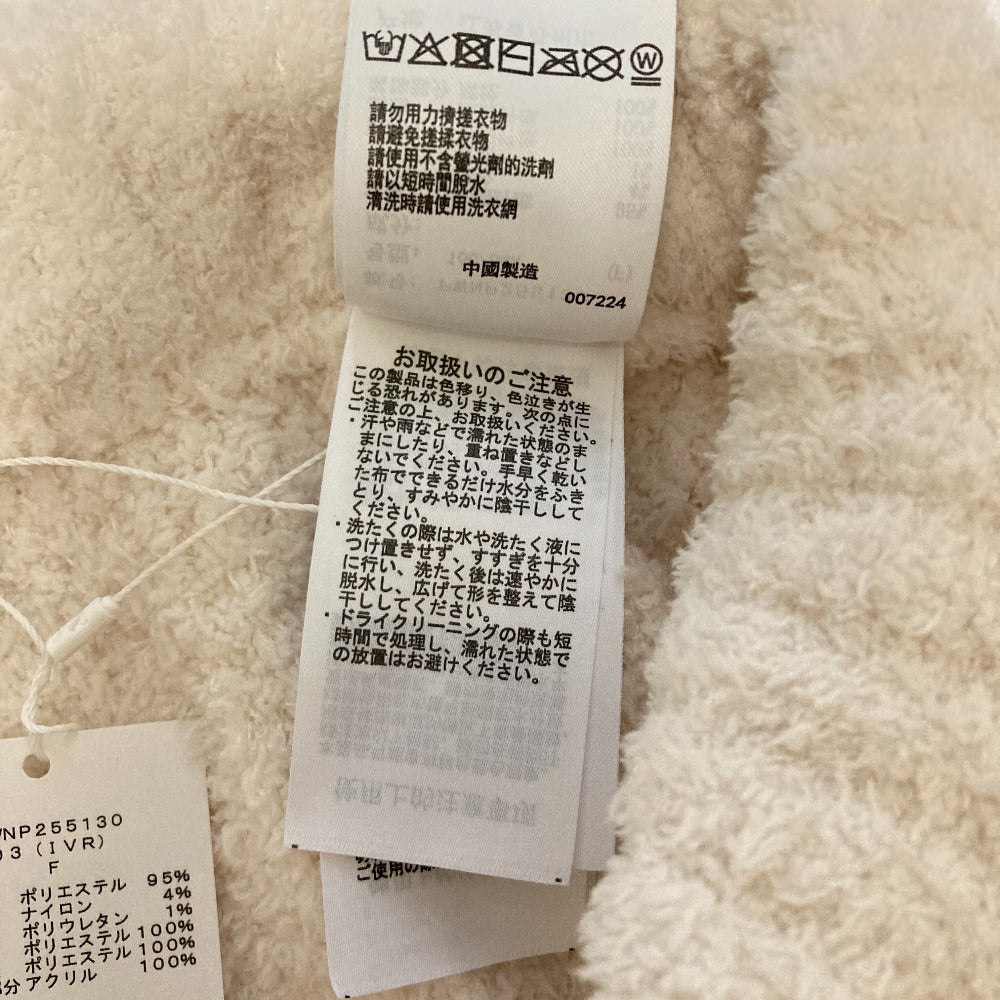 W
請勿用力擠搓衣物
請避免搓揉衣物
請使用不含螢光劑的洗劑
請以短時間脫水
清洗時請使用洗衣網
中國製造
007224
お取扱いのご注意
この製品は色移り、色泣きが生
じる恐れがあります。次の点に
ご注意の上、お取扱いください。
・汗や雨などで濡れた状態のま
まにしたり、重ね置きなどし
ないでください。手早く乾い
た布でできるだけ水分をふき
とり、すみやかに陰干しして
ください。
・洗たくの際は水や洗たく液に
つけ置きせず、すすぎを十分
に行い、洗たく後は速やかに
脱水し、広げて形を整えて陰
干ししてください。
・ドライクリーニングの際も短
時間で処理し、濡れた状態で
の放置はお避けください。
ご使用の
WNP255130
03 (IVR)
F
ポリエステル 95%
ナイロン 4%
ポリウレタン 1%
ポリエステル 100%
ポリエステル 100%
分 アクリル 100%